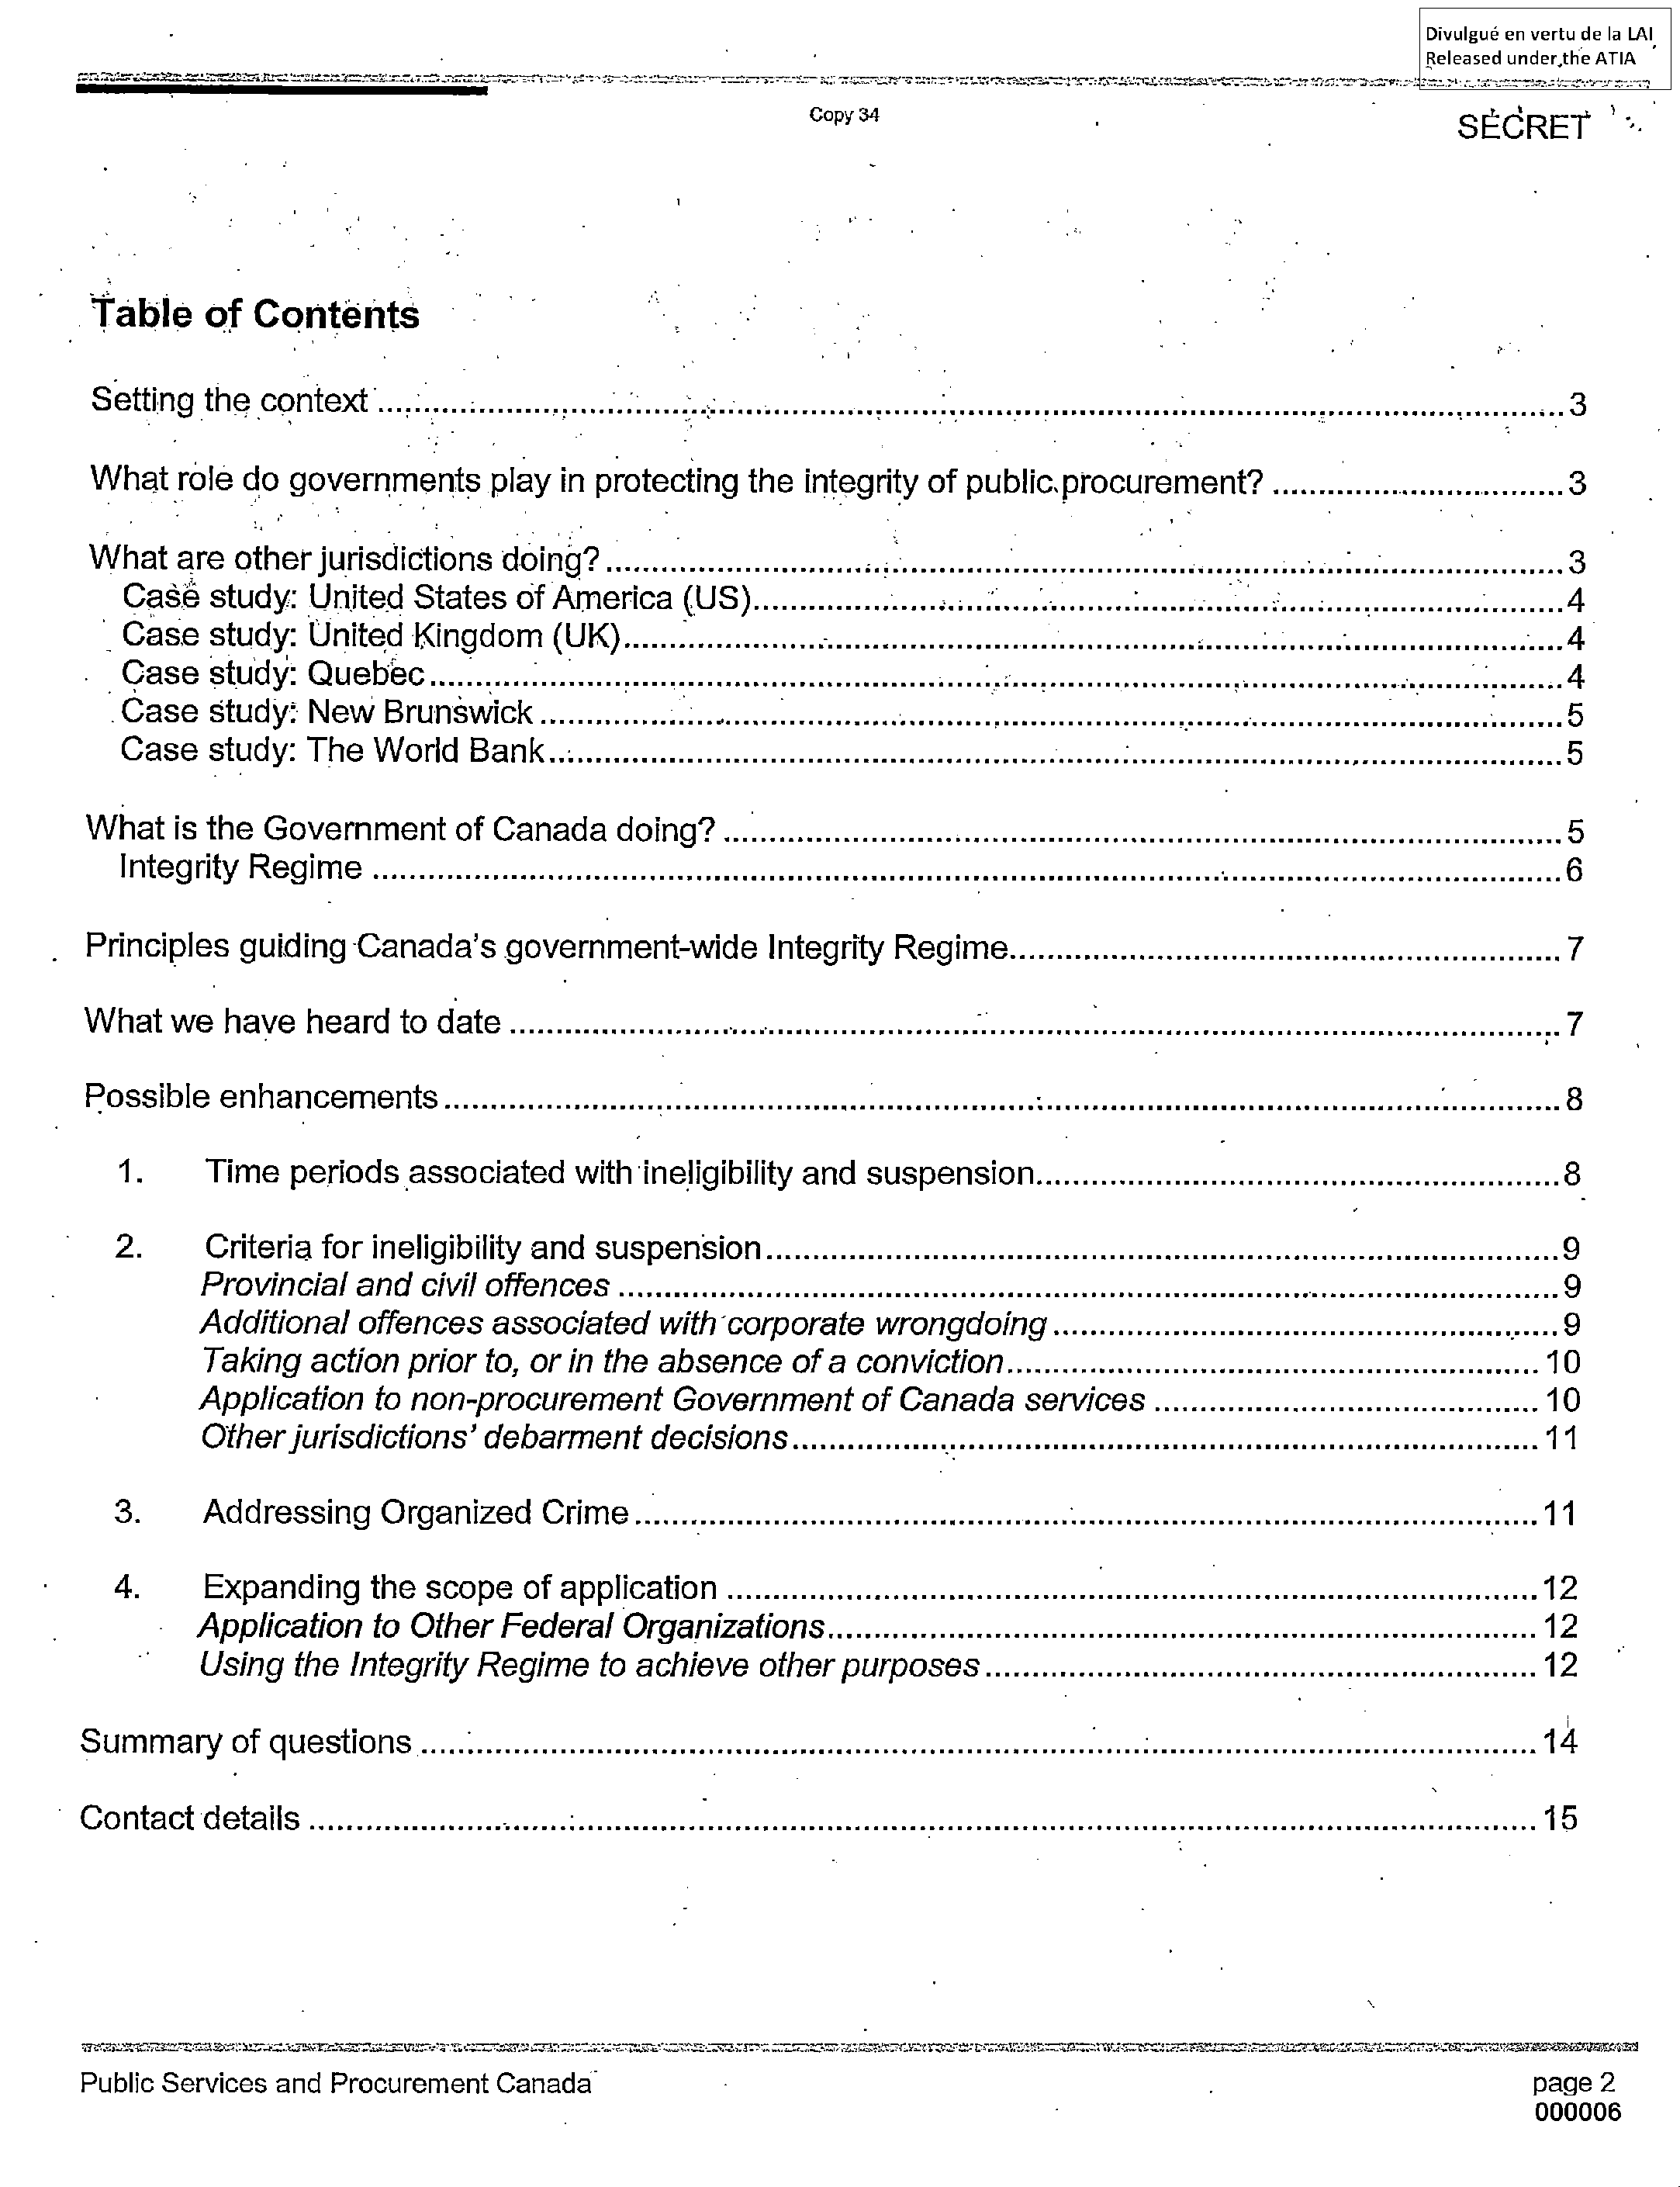 Divulgué en vertu de la LAI
Released under the ATIA
Copy 34
SECRET
Table of Contents
Setting the context ........ 3
What role do governments play in protecting the integrity of public procurement? ........ 3
What are other jurisdictions doing? ........ 3
Case study: United States of America (US) ........ 4
Case study: United Kingdom (UK) ........ 4
Case study: Quebec ........ 4
Case study: New Brunswick ........ 5
Case study: The World Bank ........ 5
What is the Government of Canada doing? ........ 5
Integrity Regime ........ 6
Principles guiding Canada's government-wide Integrity Regime ........ 7
What we have heard to date ........ 7
Possible enhancements ........ 8
1. Time periods associated with ineligibility and suspension ........ 8
2. Criteria for ineligibility and suspension ........ 9
Provincial and civil offences ........ 9
Additional offences associated with corporate wrongdoing ........ 9
Taking action prior to, or in the absence of a conviction ........ 10
Application to non-procurement Government of Canada services ........ 10
Other jurisdictions' debarment decisions ........ 11
3. Addressing Organized Crime ........ 11
4. Expanding the scope of application ........ 12
Application to Other Federal Organizations ........ 12
Using the Integrity Regime to achieve other purposes ........ 12
Summary of questions ........ 14
Contact details ........ 15
Public Services and Procurement Canada
page 2
000006